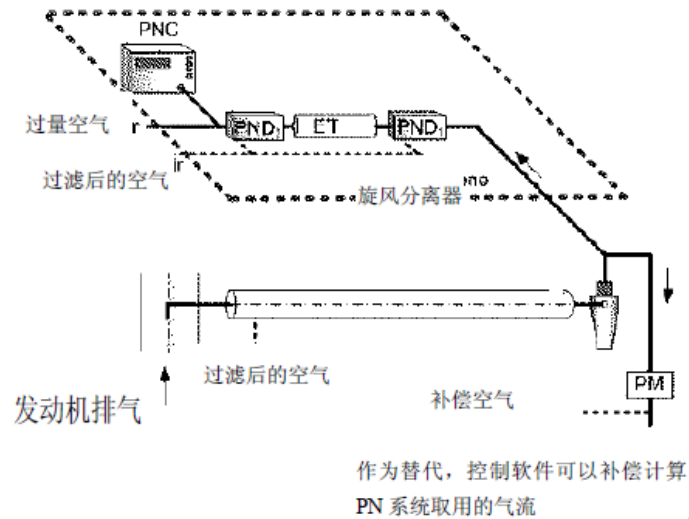 PNC
过量空气
PND₁
ET
PND₁
过滤后的空气
旋风分离器
过滤后的空气
补偿空气
PM
发动机排气
作为替代，控制软件可以补偿计算
PN 系统取用的气流